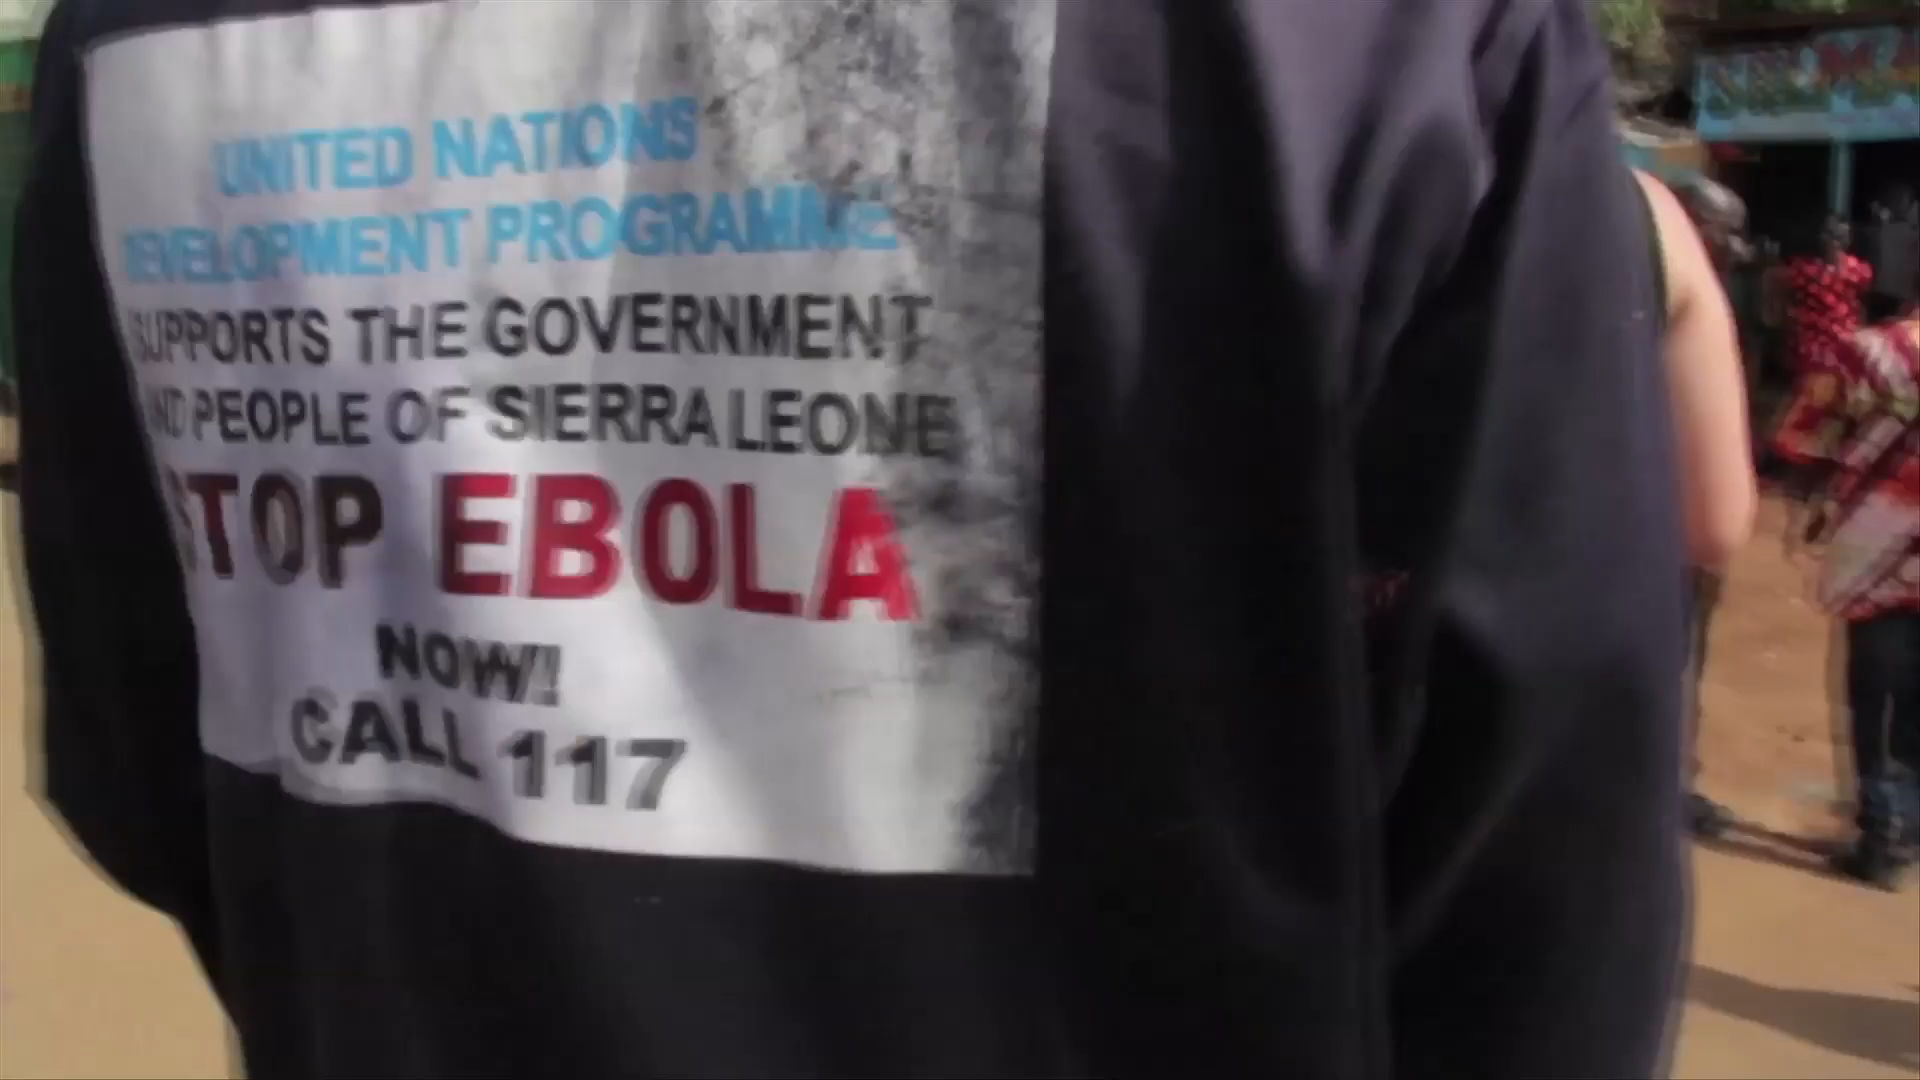 UNITED NATIONS
DEVELOPMENT PROGRAMME
SUPPORTS THE GOVERNMENT
AND PEOPLE OF SIERRA LEONE
STOP EBOLA
NOW!
CALL 117